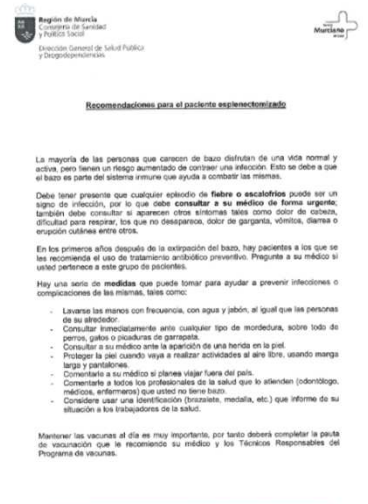 Región de Murcia
Consejería de Sanidad
y Política Social
Dirección General de Salud Pública
y Drogodependencias
Murciano
Recomendaciones para el paciente esplenectomizado
La mayoría de las personas que carecen de bazo disfrutan de una vida normal y
activa, pero tienen un riesgo aumentado de contraer una infección. Esto se debe a que
el bazo es parte del sistema inmune que ayuda a combatir las mismas.
Debe tener presente que cualquier episodio de fiebre o escalofríos puede ser un
signo de infección, por lo que debe consultar a su médico de forma urgente;
también debe consultar si aparecen otros síntomas tales como dolor de cabeza,
dificultad para respirar, tos que no desaparece, dolor de garganta, vómitos, diarrea o
erupción cutánea entre otros.
En los primeros años después de la extirpación del bazo, hay pacientes a los que se
les recomienda el uso de tratamiento antibiótico preventivo. Pregunte a su médico si
usted pertenece a este grupo de pacientes.
Hay una serie de medidas que puede tomar para ayudar a prevenir infecciones o
complicaciones de las mismas, tales como:
- Lavarse las manos con frecuencia, con agua y jabón, al igual que las personas
de su alrededor.
- Consultar inmediatamente ante cualquier tipo de mordedura, sobre todo de
perros, gatos o picaduras de garrapata.
- Consultar a su médico ante la aparición de una herida en la piel.
- Proteger la piel cuando vaya a realizar actividades al aire libre, usando manga
larga y pantalones.
- Comentarle a su médico si planea viajar fuera del país.
- Comentarle a todos los profesionales de la salud que lo atienden (odontólogo,
médicos, enfermeros) que usted no tiene bazo.
- Considere usar una identificación (brazalete, medalla, etc.) que informe de su
situación a los trabajadores de la salud.
Mantener las vacunas al día es muy importante, por tanto deberá completar la pauta
de vacunación que le recomiende su médico y los Técnicos Responsables del
Programa de vacunas.